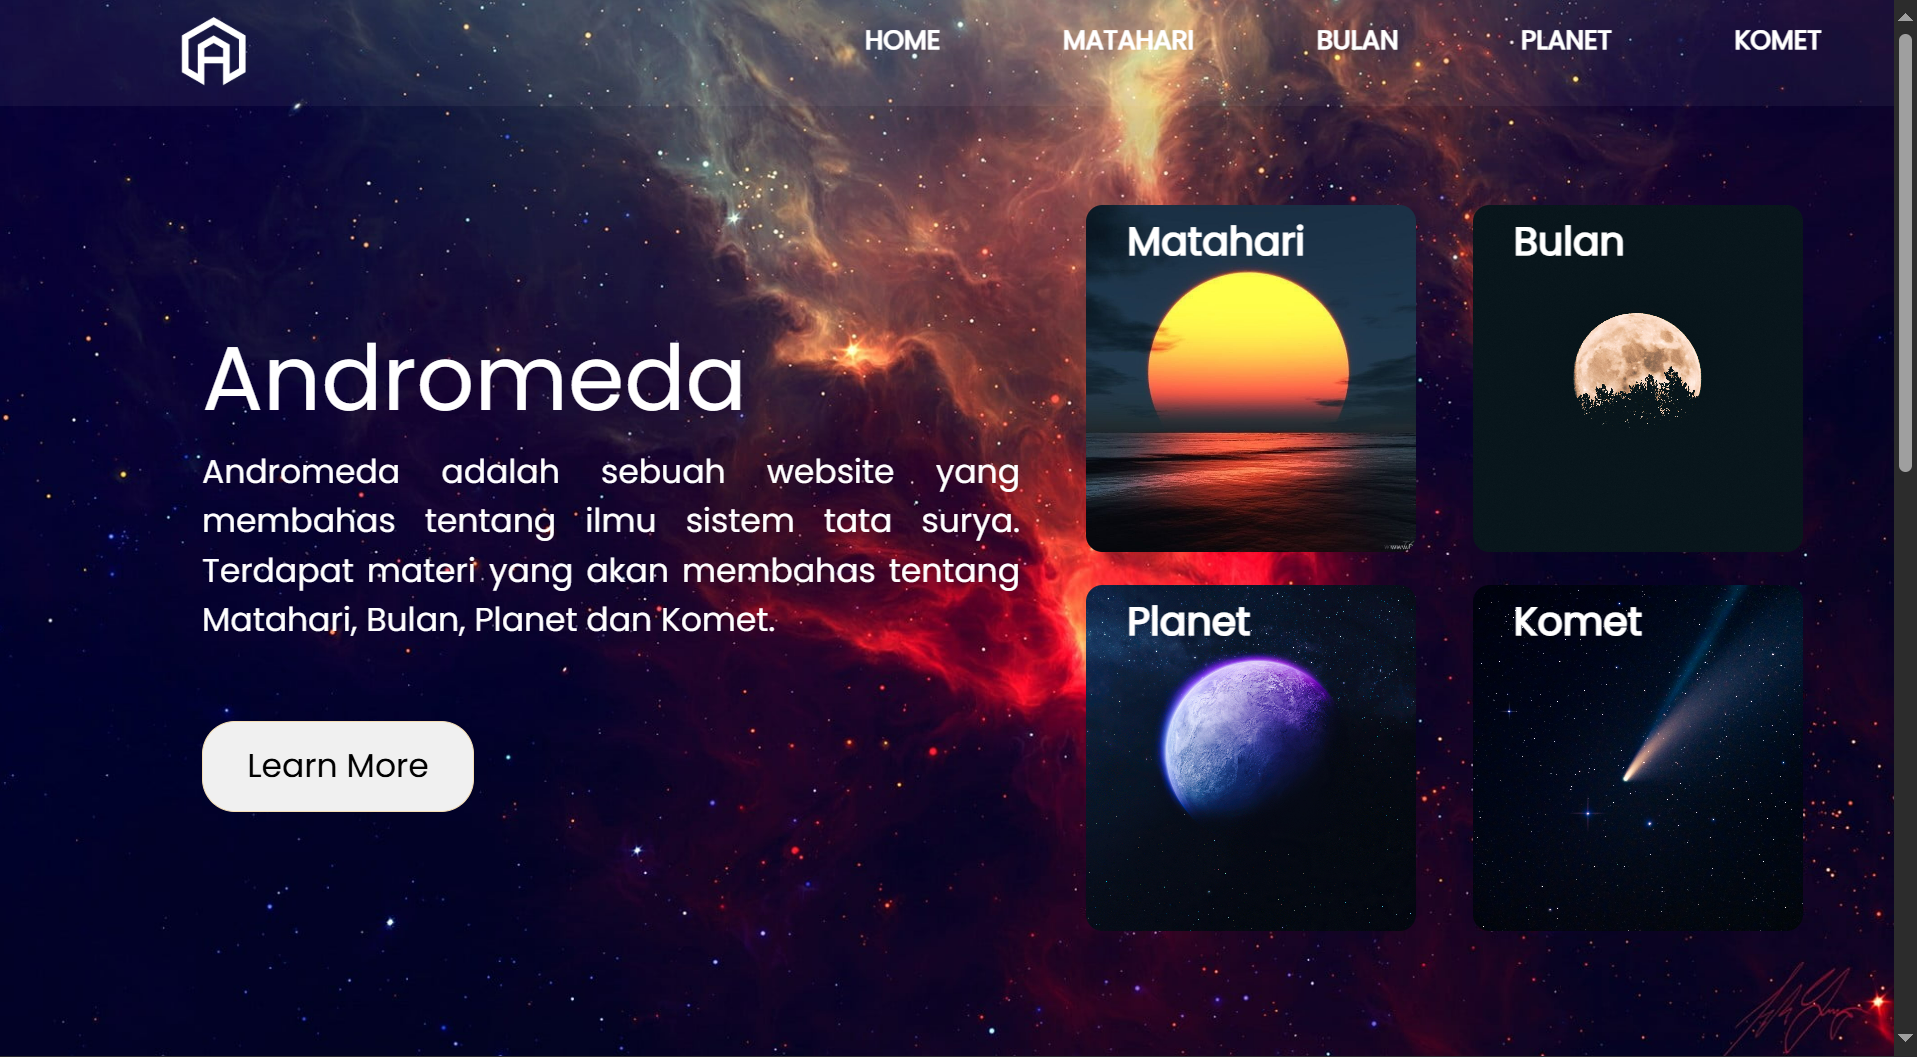 HOME MATAHARI BULAN PLANET KOMET
Andromeda
Andromeda adalah sebuah website yang
membahas tentang ilmu sistem tata surya.
Terdapat materi yang akan membahas tentang
Matahari, Bulan, Planet dan Komet.
Learn More
Matahari
Bulan
Planet
Komet